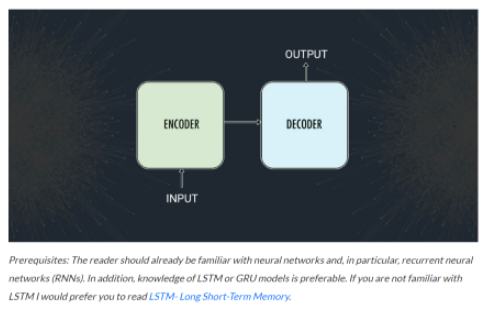 OUTPUT
ENCODER
DECODER
INPUT
Prerequisites: The reader should already be familiar with neural networks and, in particular, recurrent neural
networks (RNNs). In addition, knowledge of LSTM or GRU models is preferable. If you are not familiar with
LSTM I would prefer you to read LSTM- Long Short-Term Memory.